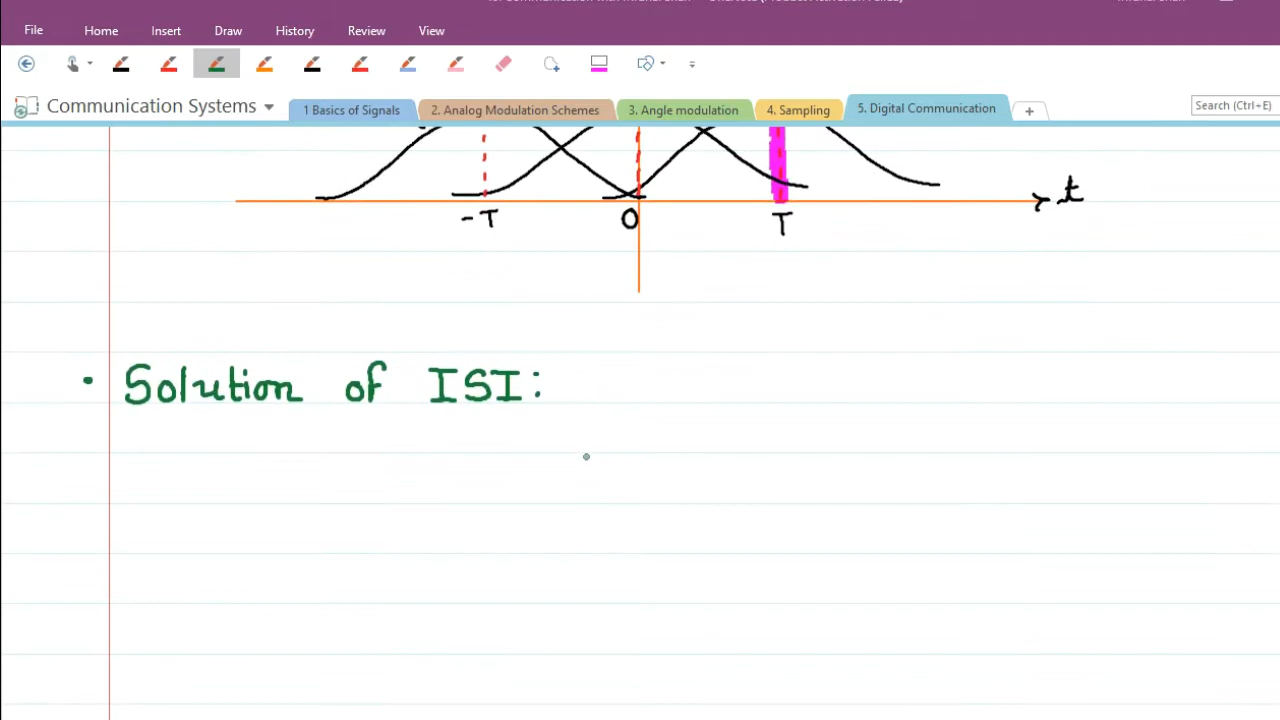 File Home Insert Draw History Review View
Communication Systems 1 Basics of Signals 2. Analog Modulation Schemes 3. Angle modulation 4. Sampling 5. Digital Communication + Search (Ctrl+E)
t
-T O T
• Solution of ISI: